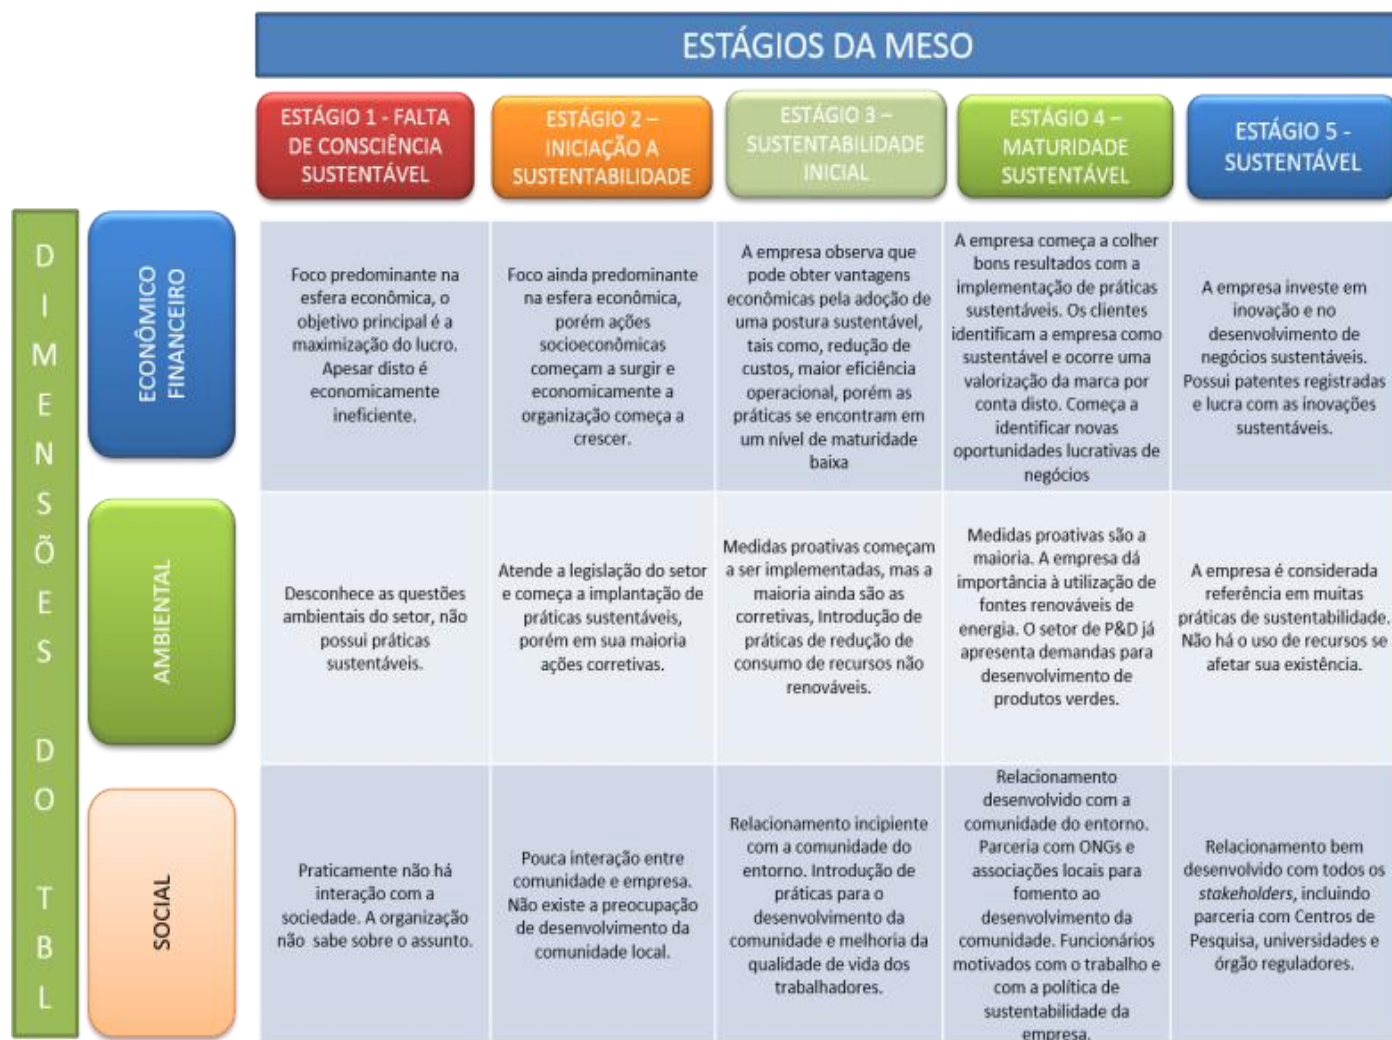 ESTÁGIOS DA MESO
ESTÁGIO 1 - FALTA
DE CONSCIÊNCIA
SUSTENTÁVEL
ESTÁGIO 2 –
INICIAÇÃO A
SUSTENTABILIDADE
ESTÁGIO 3 –
SUSTENTABILIDADE
INICIAL
ESTÁGIO 4 –
MATURIDADE
SUSTENTÁVEL
ESTÁGIO 5 -
SUSTENTÁVEL
DIMENSÕES DO TBL
ECONÔMICO
FINANCEIRO
Foco predominante na
esfera econômica, o
objetivo principal é a
maximização do lucro.
Apesar disto é
economicamente
ineficiente.
Foco ainda predominante
na esfera econômica,
porém ações
socioeconômicas
começam a surgir e
economicamente a
organização começa a
crescer.
A empresa observa que
pode obter vantagens
econômicas pela adoção de
uma postura sustentável,
tais como, redução de
custos, maior eficiência
operacional, porém as
práticas se encontram em
um nível de maturidade
baixa
A empresa começa a colher
bons resultados com a
implementação de práticas
sustentáveis. Os clientes
identificam a empresa como
sustentável e ocorre uma
valorização da marca por
conta disto. Começa a
identificar novas
oportunidades lucrativas de
negócios
A empresa investe em
inovação e no
desenvolvimento de
negócios sustentáveis.
Possui patentes registradas
e lucra com as inovações
sustentáveis.
AMBIENTAL
Desconhece as questões
ambientais do setor, não
possui práticas
sustentáveis.
Atende a legislação do setor
e começa a implantação de
práticas sustentáveis,
porém em sua maioria
ações corretivas.
Medidas proativas começam
a ser implementadas, mas a
maioria ainda são as
corretivas, Introdução de
práticas de redução de
consumo de recursos não
renováveis.
Medidas proativas são a
maioria. A empresa dá
importância à utilização de
fontes renováveis de
energia. O setor de P&D já
apresenta demandas para
desenvolvimento de
produtos verdes.
A empresa é considerada
referência em muitas
práticas de sustentabilidade.
Não há o uso de recursos se
afetar sua existência.
SOCIAL
Praticamente não há
interação com a
sociedade. A organização
não sabe sobre o assunto.
Pouca interação entre
comunidade e empresa.
Não existe a preocupação
de desenvolvimento da
comunidade local.
Relacionamento incipiente
com a comunidade do
entorno. Introdução de
práticas para o
desenvolvimento da
comunidade e melhoria da
qualidade de vida dos
trabalhadores.
Relacionamento
desenvolvido com a
comunidade do entorno.
Parceria com ONGs e
associações locais para
fomento ao
desenvolvimento da
comunidade. Funcionários
motivados com o trabalho e
com a política de
sustentabilidade da
empresa.
Relacionamento bem
desenvolvido com todos os
stakeholders, incluindo
parceria com Centros de
Pesquisa, universidades e
órgão reguladores.